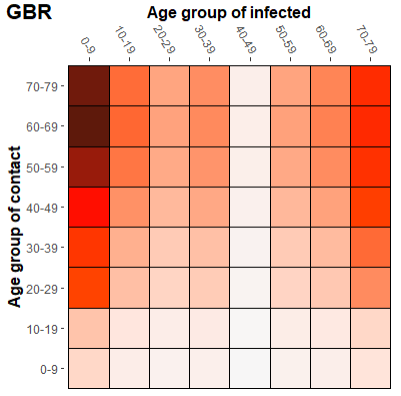 GBR
Age group of infected
0-9 10-19 20-29 30-39 40-49 50-59 60-69 70-79
Age group of contact
70-79
60-69
50-59
40-49
30-39
20-29
10-19
0-9